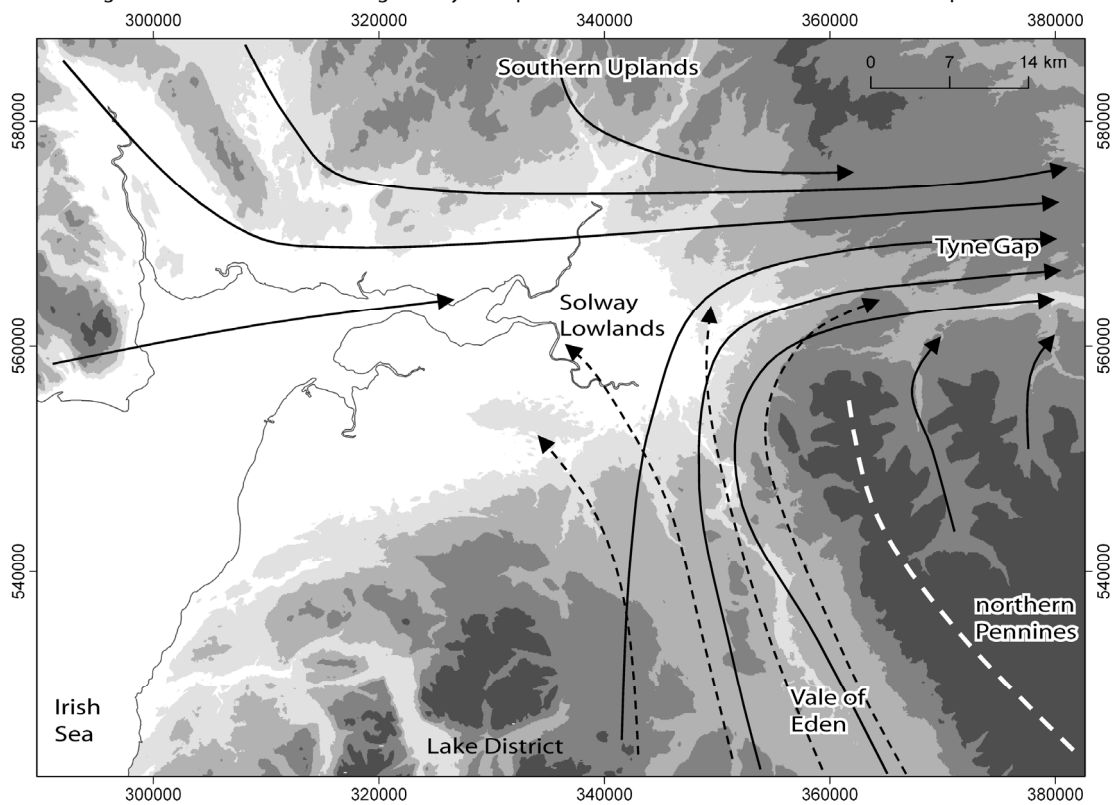 300000
320000
340000
360000
380000
Southern Uplands
0
7
14 km
580000
580000
Tyne Gap
Solway
Lowlands
560000
560000
540000
540000
northern
Pennines
Vale of
Eden
Irish
Sea
Lake District
300000
320000
340000
360000
380000